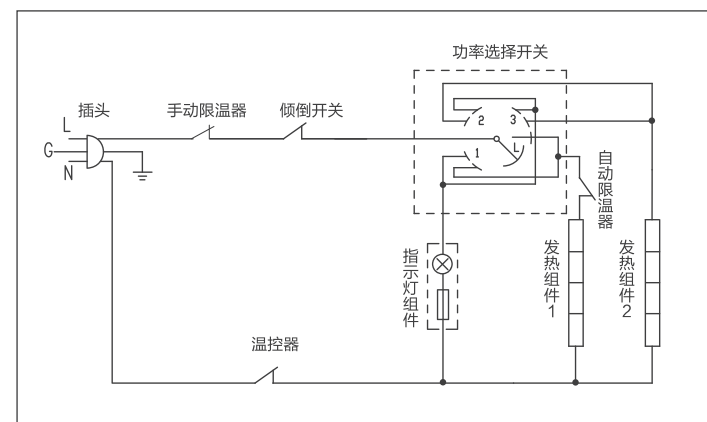 功率选择开关
插头
手动限温器
倾倒开关
L
G
N
2
3
1
L
自动限温器
指示灯组件
发热组件1
发热组件2
温控器